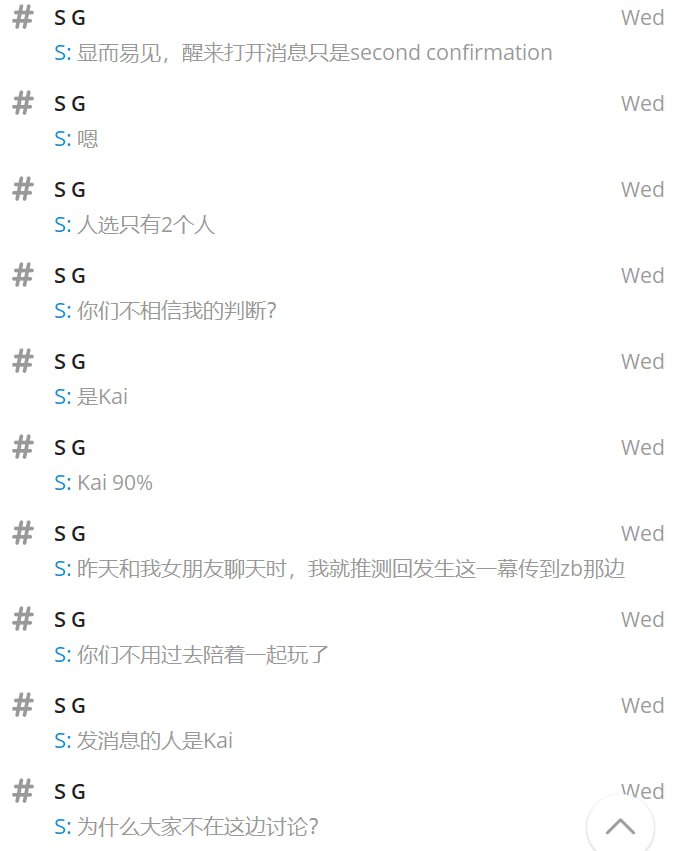 # S G Wed
S: 显而易见，醒来打开消息只是second confirmation
# S G Wed
S: 嗯
# S G Wed
S: 人选只有2个人
# S G Wed
S: 你们不相信我的判断？
# S G Wed
S: 是Kai
# S G Wed
S: Kai 90%
# S G Wed
S: 昨天和我女朋友聊天时，我就推测回发生这一幕传到zb那边
# S G Wed
S: 你们不用过去陪着一起玩了
# S G Wed
S: 发消息的人是Kai
# S G Wed
S: 为什么大家不在这边讨论？